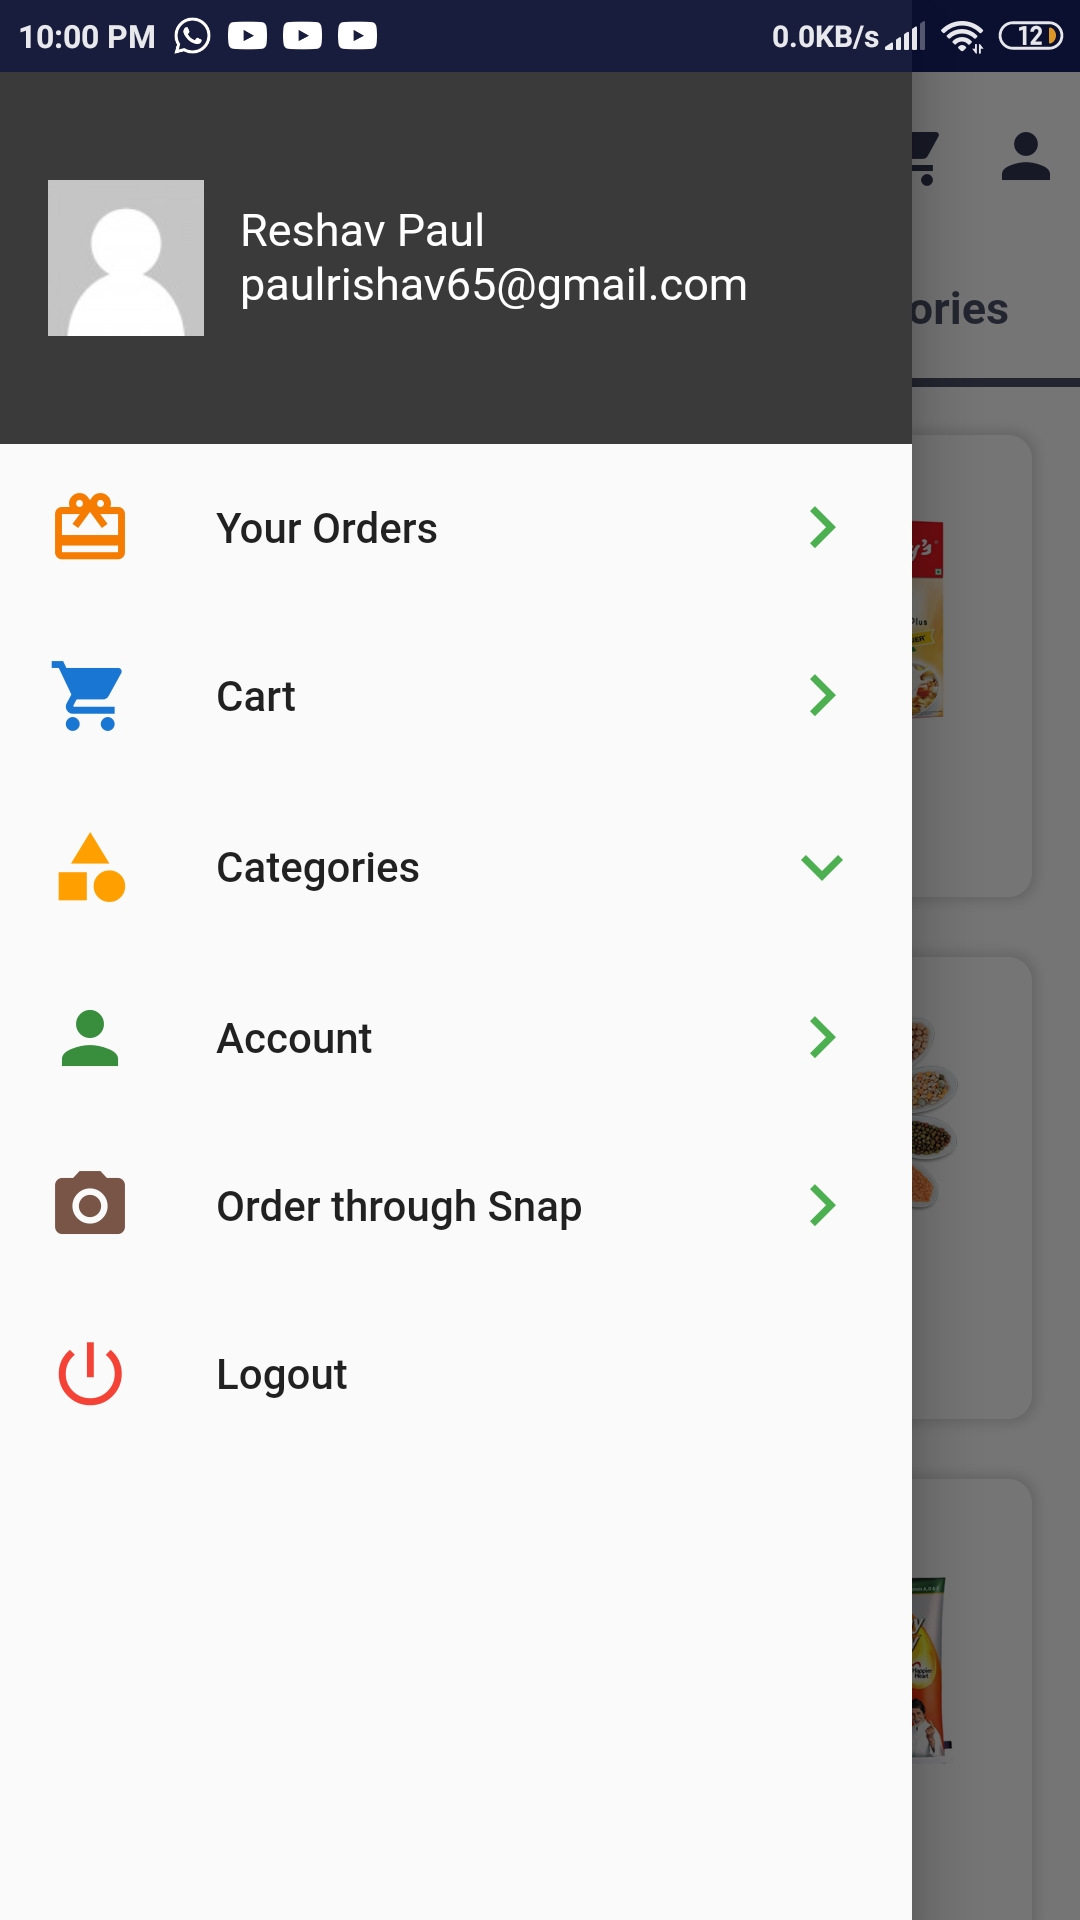 10:00 PM 0.0KB/s 12
Reshav Paul
paulrishav65@gmail.com
ories
Your Orders
Cart
Plus
Categories
Account
Order through Snap
Logout